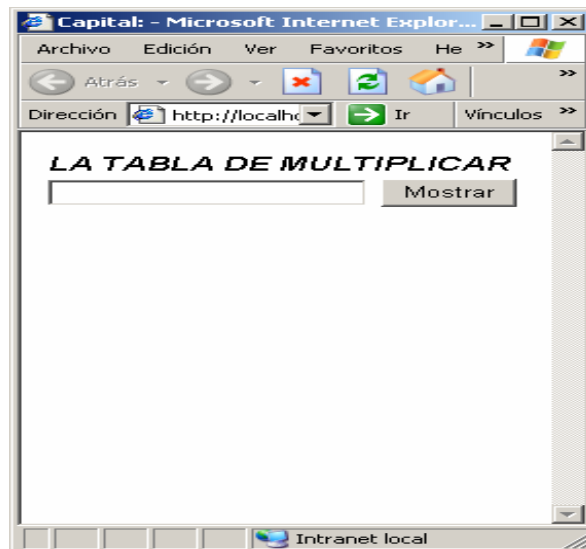 Capital: - Microsoft Internet Explor...
Archivo Edición Ver Favoritos He »
Atrás »
Dirección http://localho Ir Vínculos »
LA TABLA DE MULTIPLICAR
Mostrar
Intranet local